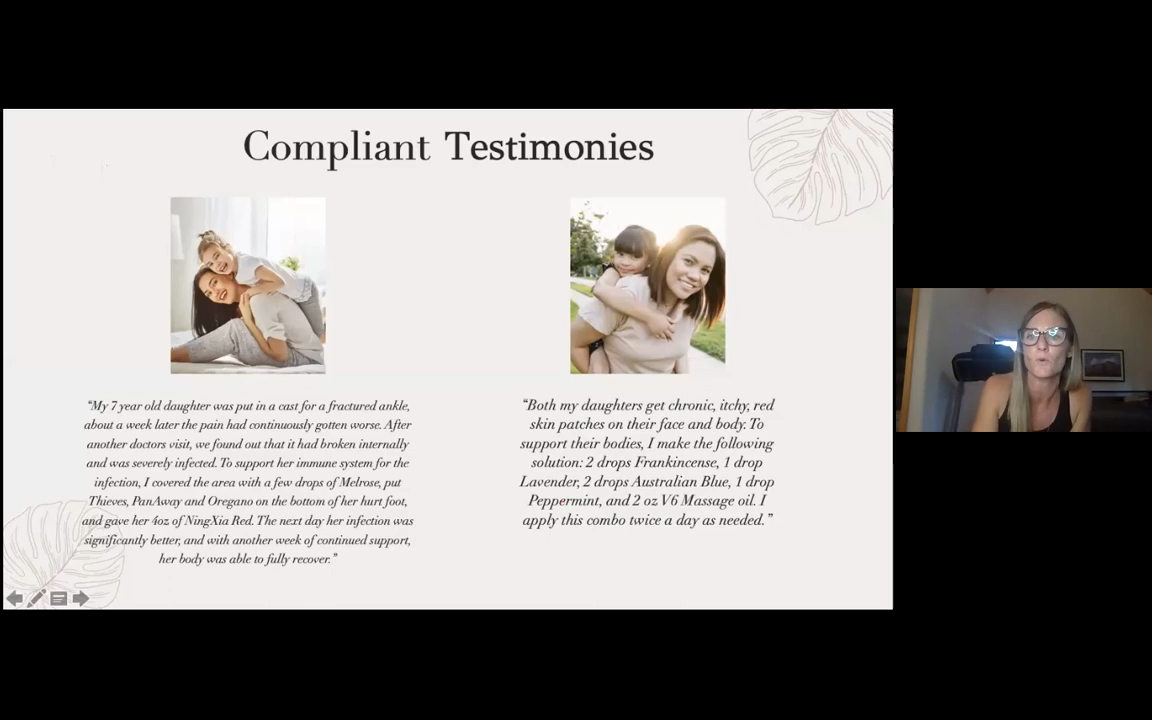 Compliant Testimonies
“My 7 year old daughter was put in a cast for a fractured ankle,
about a week later the pain had continuously gotten worse. After
another doctors visit, we found out that it had broken internally
and was severely infected. To support her immune system for the
infection, I covered the area with a few drops of Melrose, put
Thieves, PanAway and Oregano on the bottom of her hurt foot,
and gave her 4oz of NingXia Red. The next day her infection was
significantly better, and with another week of continued support,
her body was able to fully recover.”
“Both my daughters get chronic, itchy, red
skin patches on their face and body. To
support their bodies, I make the following
solution: 2 drops Frankincense, 1 drop
Lavender, 2 drops Australian Blue, 1 drop
Peppermint, and 2 oz V6 Massage oil. I
apply this combo twice a day as needed.”